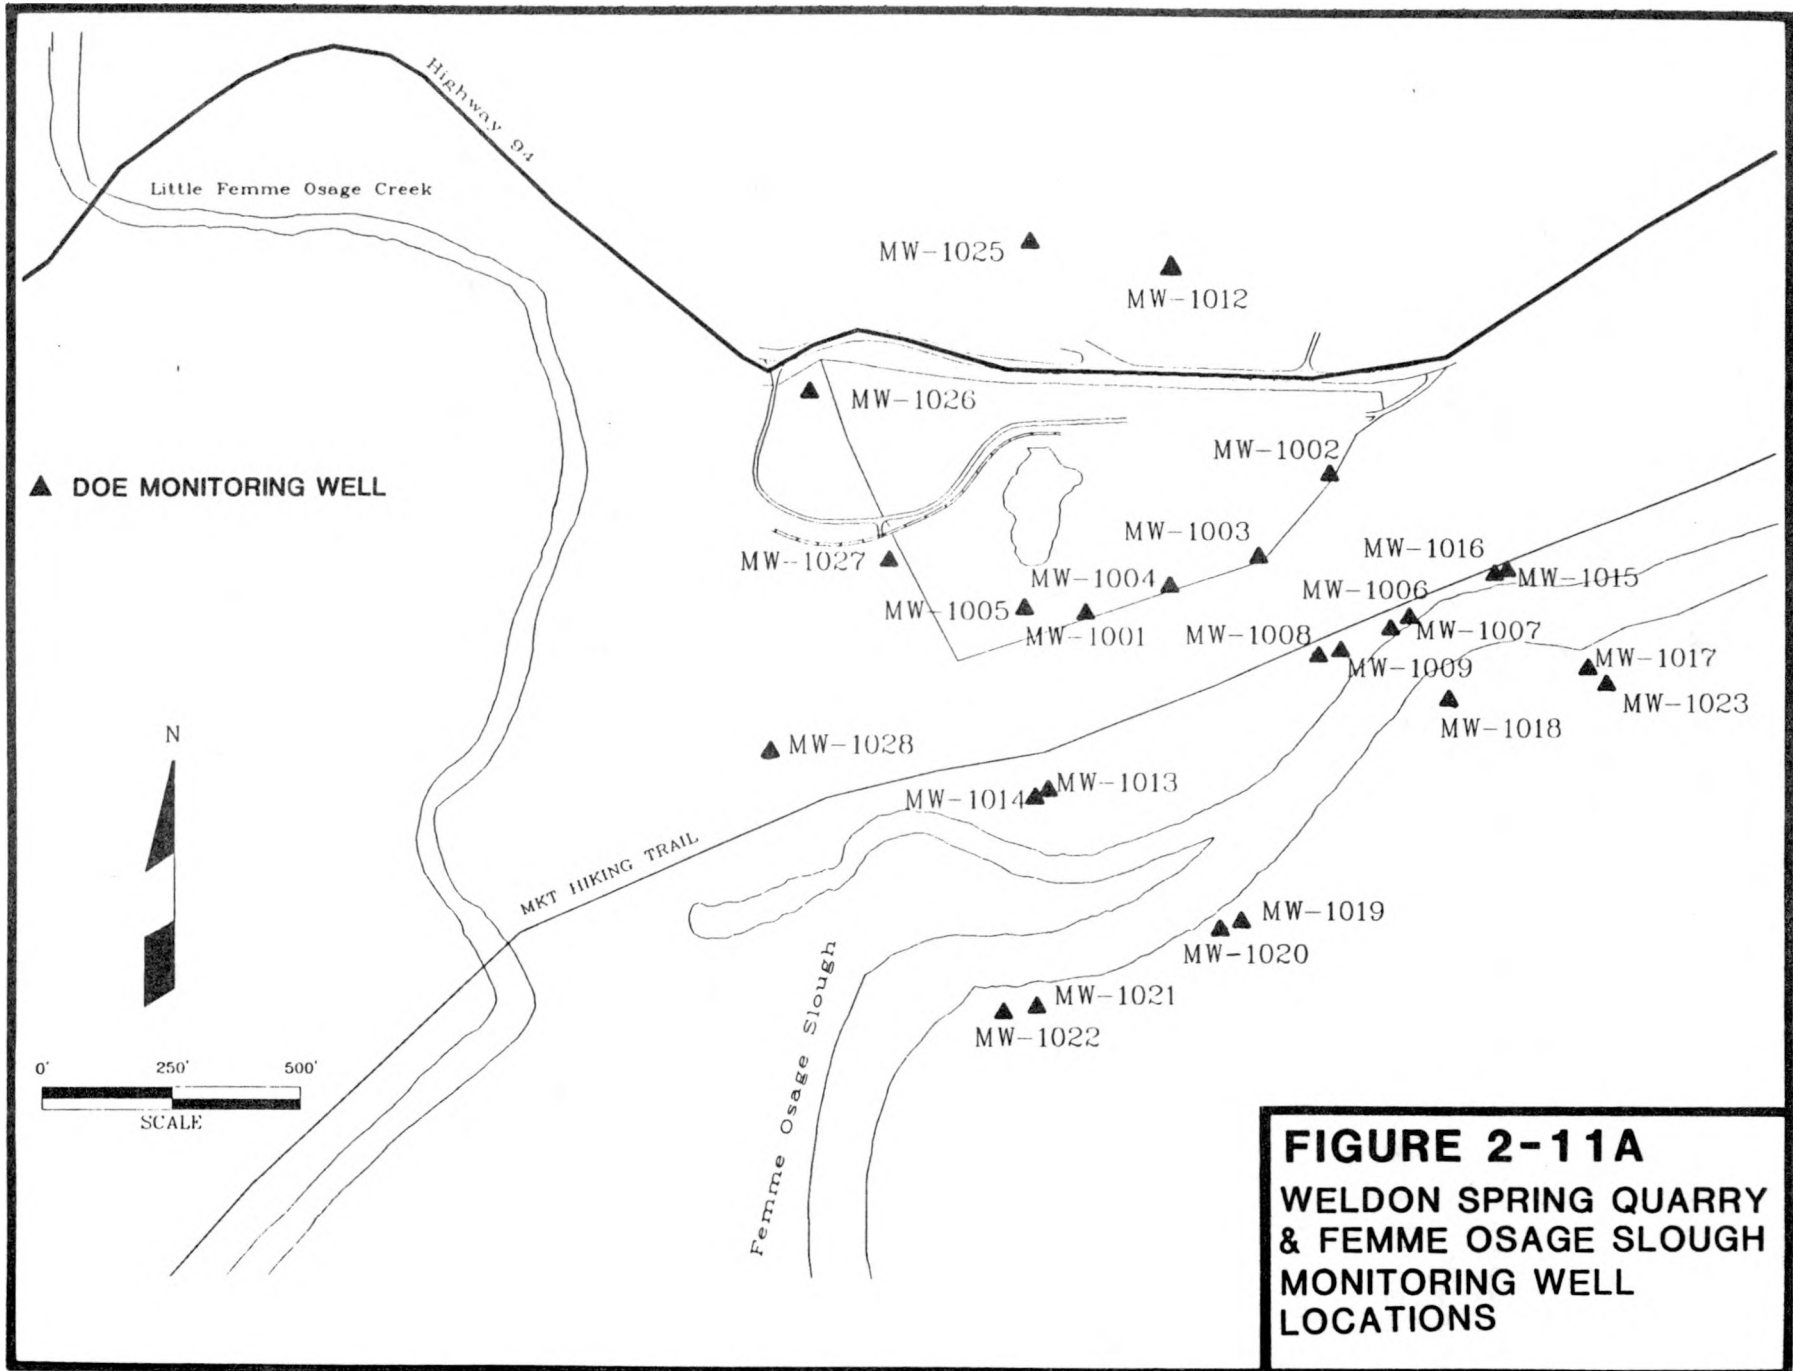 Highway 94
Little Femme Osage Creek
MW-1025
MW-1012
MW-1026
MW-1002
▲ DOE MONITORING WELL
MW-1003
MW-1016
MW--1027
MW-1004
MW-1015
MW-1006
MW-1005
MW-1001
MW-1008
MW-1007
MW-1009
MW-1017
MW-1023
MW-1018
N
MW-1028
MW-1013
MW-1014
MKT HIKING TRAIL
MW-1019
MW-1020
Femme Osage Slough
MW-1021
MW-1022
0' 250' 500'
SCALE
FIGURE 2-11A
WELDON SPRING QUARRY
& FEMME OSAGE SLOUGH
MONITORING WELL
LOCATIONS